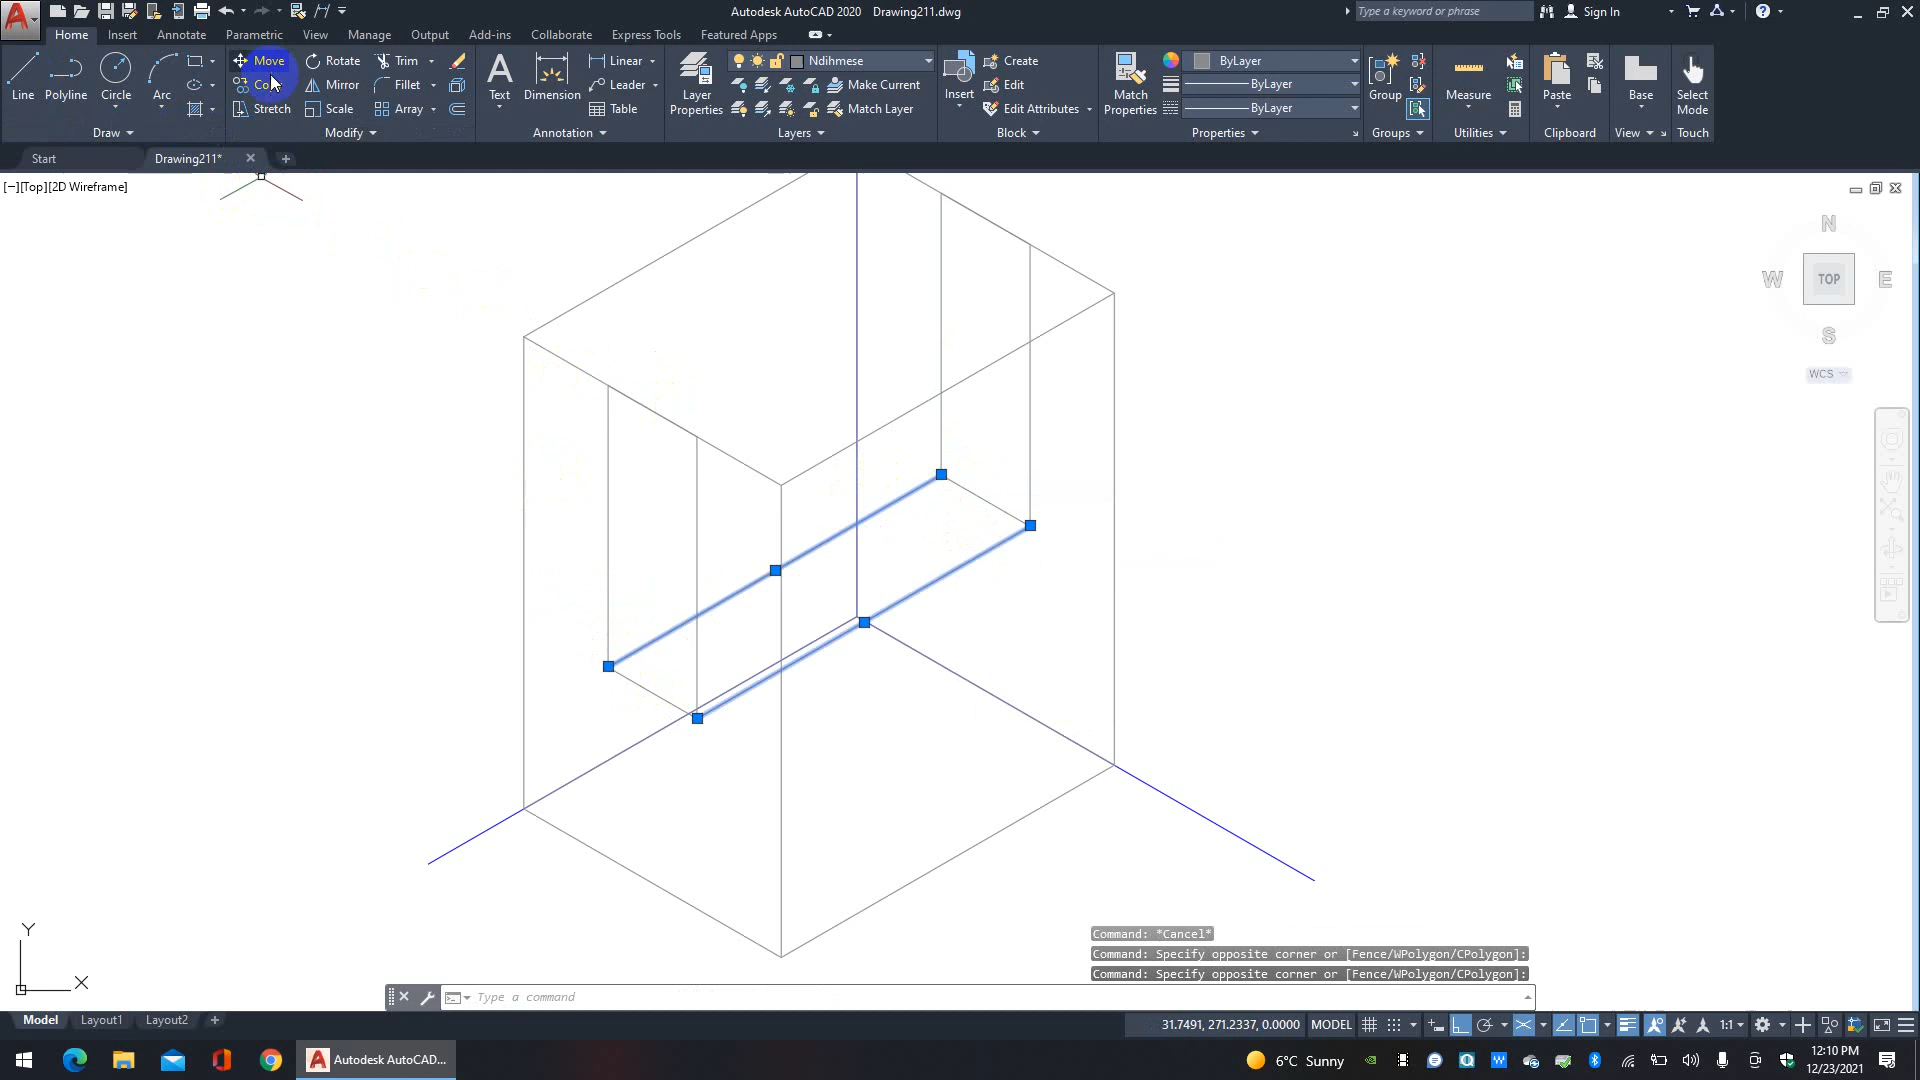 Autodesk AutoCAD 2020 Drawing211.dwg
Type a keyword or phrase
Sign In
Home Insert Annotate Parametric View Manage Output Add-ins Collaborate Express Tools Featured Apps
Line Polyline Circle Arc
Draw
Move Rotate Trim
Mirror Fillet
Stretch Scale Array
Modify
Text Dimension
Linear
Leader
Table
Annotation
Layer Properties
Ndihmese
Make Current
Match Layer
Layers
Insert
Create
Edit
Edit Attributes
Block
Match Properties
ByLayer
ByLayer
ByLayer
Properties
Group
Groups
Measure
Utilities
Paste
Clipboard
Base
View
Select Mode
Touch
Start Drawing211*
[−][Top][2D Wireframe]
N
W TOP E
S
WCS
Y
X
Command: *Cancel*
Command: Specify opposite corner or [Fence/WPolygon/CPolygon]:
Command: Specify opposite corner or [Fence/WPolygon/CPolygon]:
Type a command
Model Layout1 Layout2
31.7491, 271.2337, 0.0000 MODEL
1:1
Autodesk AutoCAD...
6°C Sunny
12:10 PM
12/23/2021